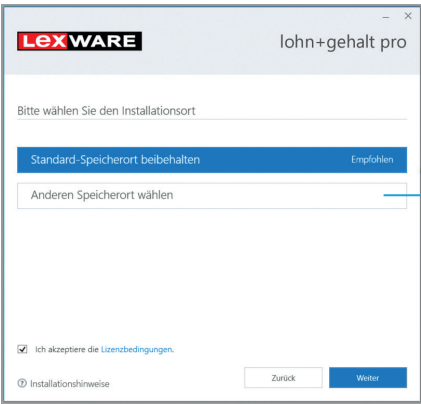 LEXWARE
lohn+gehalt pro
Bitte wählen Sie den Installationsort
Standard-Speicherort beibehalten Empfohlen
Anderen Speicherort wählen
Ich akzeptiere die Lizenzbedingungen.
Installationshinweise Zurück Weiter